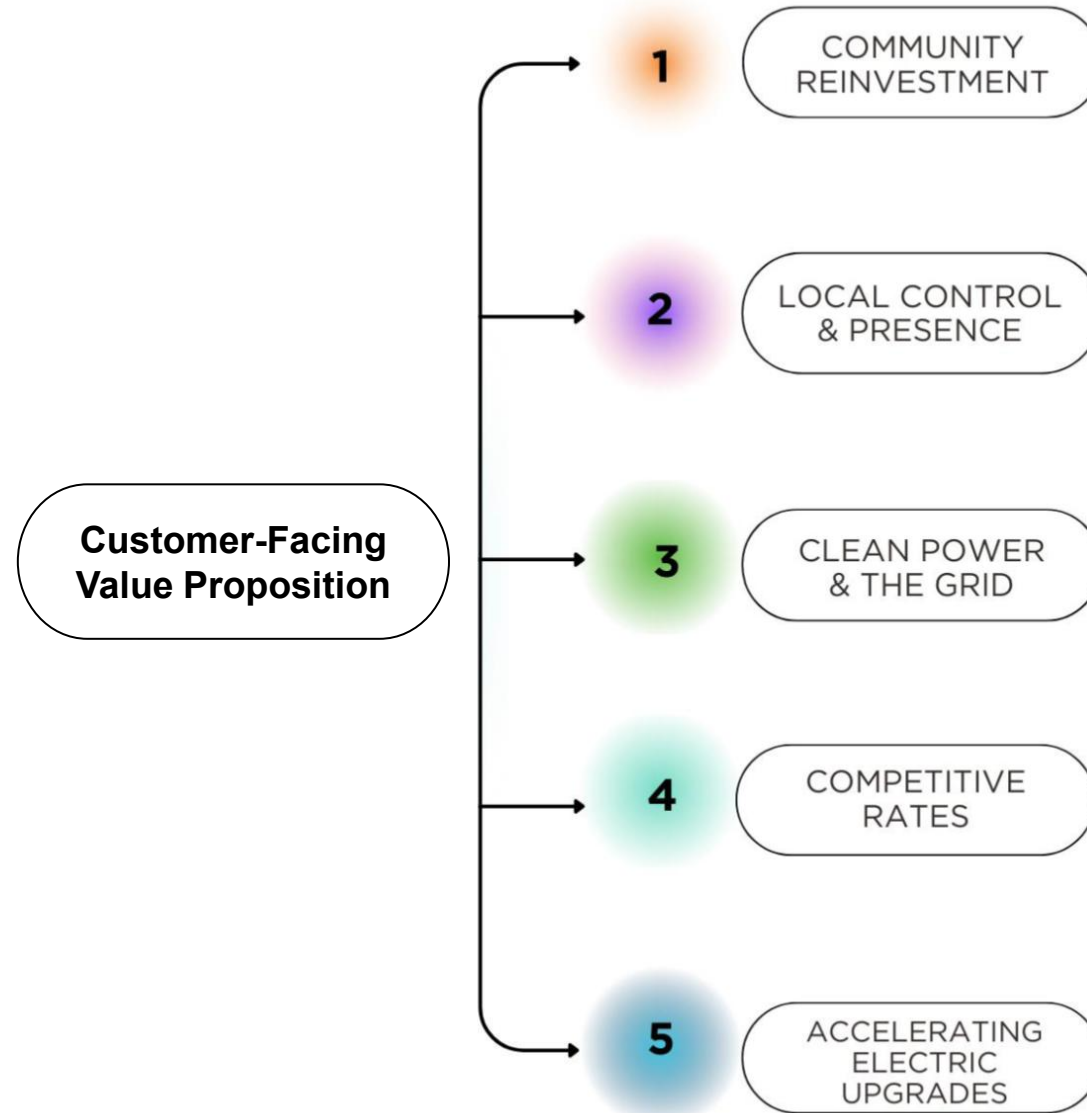 Customer-Facing
Value Proposition
1
COMMUNITY
REINVESTMENT
2
LOCAL CONTROL
& PRESENCE
3
CLEAN POWER
& THE GRID
4
COMPETITIVE
RATES
5
ACCELERATING
ELECTRIC
UPGRADES